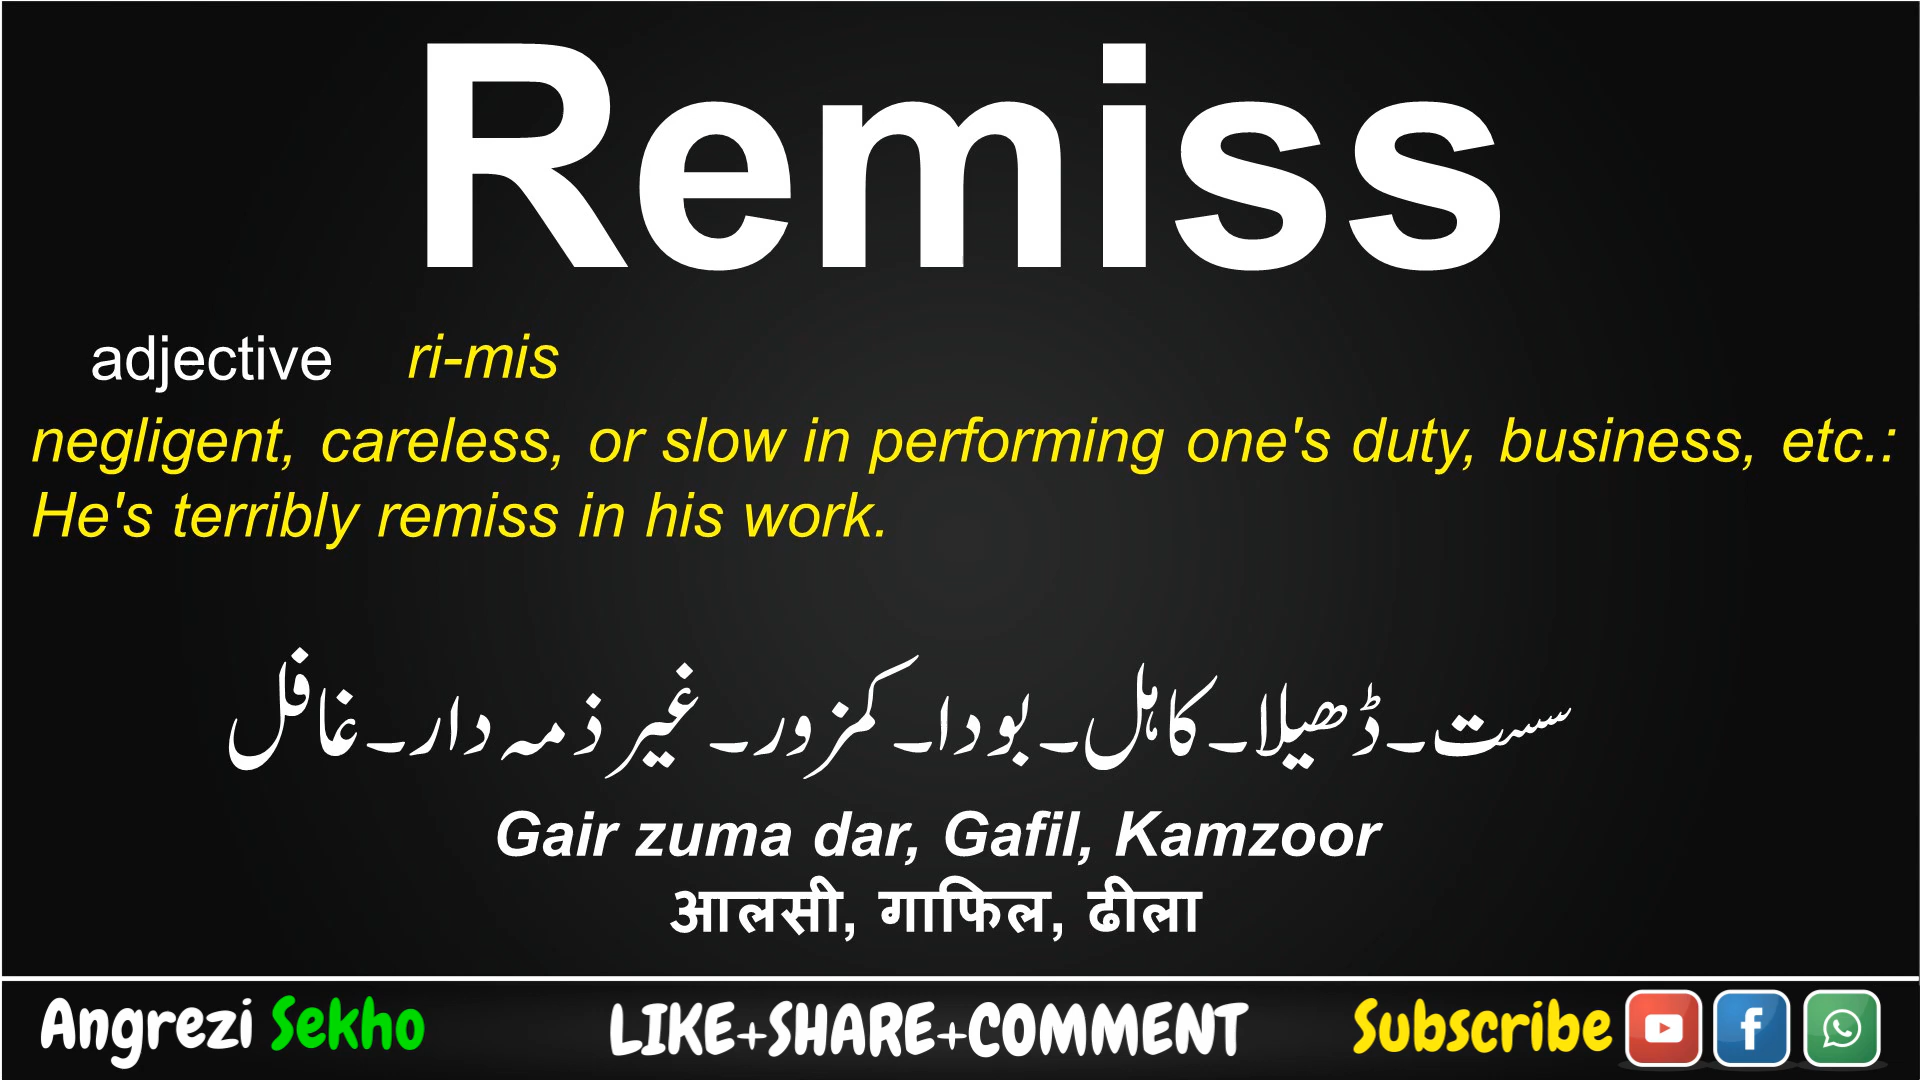 Remiss
adjective ri-mis
negligent, careless, or slow in performing one's duty, business, etc.:
He's terribly remiss in his work.
سست۔ڈھیلا۔کاہل۔بودا۔کمزور۔غیر ذمہ دار۔غافل
Gair zuma dar, Gafil, Kamzoor
आलसी, गाफिल, ढीला
Angrezi Sekho LIKE+SHARE+COMMENT Subscribe